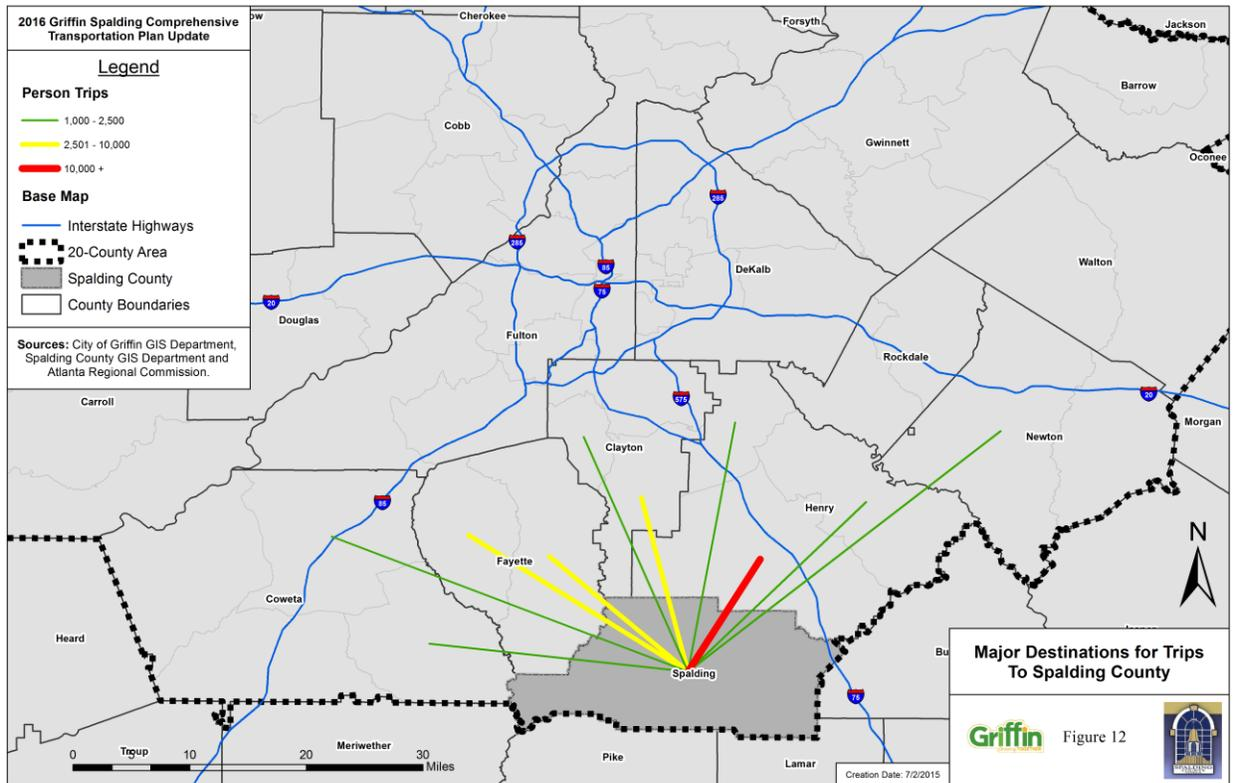 2016 Griffin Spalding Comprehensive
Transportation Plan Update
Legend
Person Trips
1,000 - 2,500
2,501 - 10,000
10,000 +
Base Map
Interstate Highways
20-County Area
Spalding County
County Boundaries
Sources: City of Griffin GIS Department,
Spalding County GIS Department and
Atlanta Regional Commission.
ow
Cherokee
Forsyth
Jackson
Barrow
Cobb
Gwinnett
Oconee
285
285
Walton
85
DeKalb
75
20
Douglas
Fulton
Rockdale
575
20
Carroll
Morgan
Clayton
Newton
85
Henry
N
Fayette
Coweta
Heard
Bu
Spalding
75
Troup
Meriwether
Pike
Lamar
0 10 20 30
Miles
Major Destinations for Trips
To Spalding County
Griffin
Figure 12
SPALDING
Creation Date: 7/2/2015